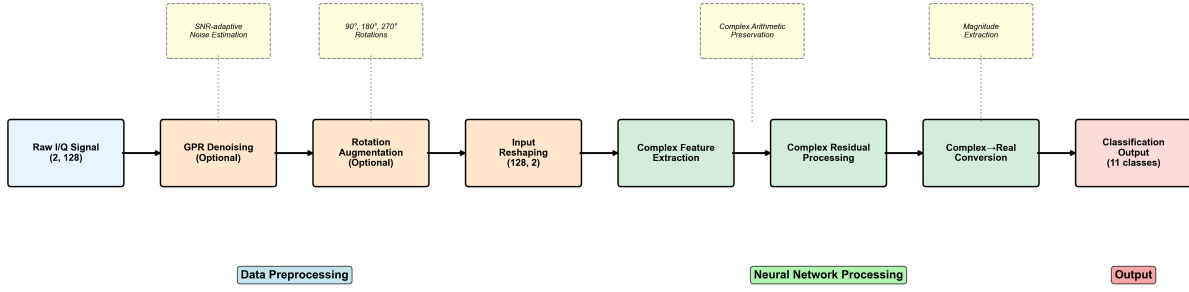 SNR-adaptive
Noise Estimation
90°, 180°, 270°
Rotations
Complex Arithmetic
Preservation
Magnitude
Extraction
Raw I/Q Signal
(2, 128)
GPR Denoising
(Optional)
Rotation
Augmentation
(Optional)
Input
Reshaping
(128, 2)
Complex Feature
Extraction
Complex Residual
Processing
Complex→Real
Conversion
Classification
Output
(11 classes)
Data Preprocessing
Neural Network Processing
Output